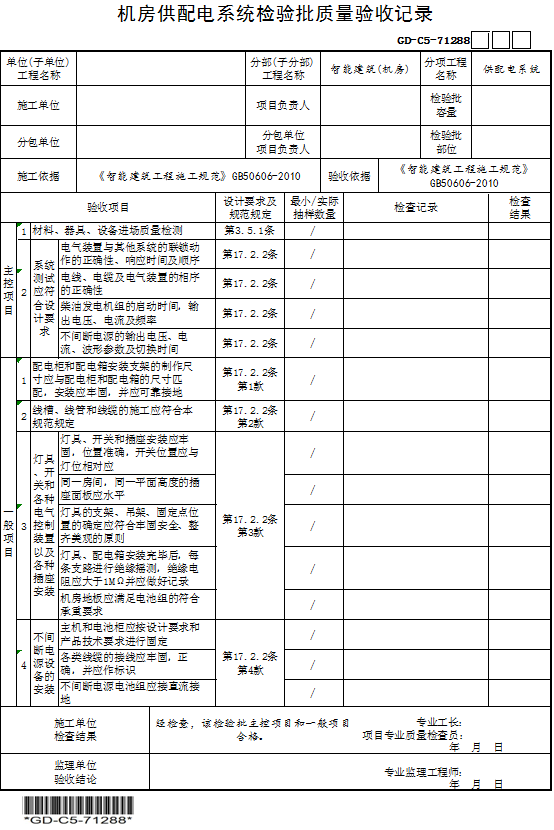 机房供配电系统检验批质量验收记录
GD-C5-71288
单位(子单位)
工程名称
分部(子分部)
工程名称
智能建筑(机房)
分项工程
名称
供配电系统
施工单位
项目负责人
检验批
容量
分包单位
分包单位
项目负责人
检验批
部位
施工依据
《智能建筑工程施工规范》GB50606-2010
验收依据
《智能建筑工程施工规范》
GB50606-2010
验收项目
设计要求及
规范规定
最小/实际
抽样数量
检查记录
检查
结果
主控项目
1
材料、器具、设备进场质量检测
第3.5.1条
/
2
系统
测试
应符
合设
计要
求
电气装置与其他系统的联锁动
作的正确性、响应时间及顺序
第17.2.2条
/
电线、电缆及电气装置的相序
的正确性
第17.2.2条
/
柴油发电机组的启动时间，输
出电压、电流及频率
第17.2.2条
/
不间断电源的输出电压、电
流、波形参数及切换时间
第17.2.2条
/
一般项目
1
配电柜和配电箱安装支架的制作尺
寸应与配电柜和配电箱的尺寸匹
配，安装应牢固，并应可靠接地
第17.2.2条
第1款
/
2
线槽、线管和线缆的施工应符合本
规范规定
第17.2.2条
第2款
/
3
灯具
、开
关和
各种
电气
控制
装置
以及
各种
插座
安装
灯具、开关和插座安装应牢
固，位置准确，开关位置应与
灯位相对应
第17.2.2条
第3款
/
同一房间，同一平面高度的插
座面板应水平
/
灯具的支架、吊架、固定点位
置的确定应符合牢固安全、整
齐美观的原则
/
灯具、配电箱安装完毕后，每
条支路进行绝缘摇测，绝缘电
阻应大于1MΩ并应做好记录
/
机房地板应满足电池组的符合
承重要求
/
4
不间
断电
源设
备的
安装
主机和电池柜应按设计要求和
产品技术要求进行固定
第17.2.2条
第4款
/
各类线缆的接线应牢固，正
确，并应作标识
/
不间断电源电池组应接直流接
地
/
施工单位
检查结果
经检查，该检验批主控项目和一般项目
合格。
专业工长：
项目专业质量检查员：
年 月 日
监理单位
验收结论
专业监理工程师：
年 月 日
*GD-C5-71288*